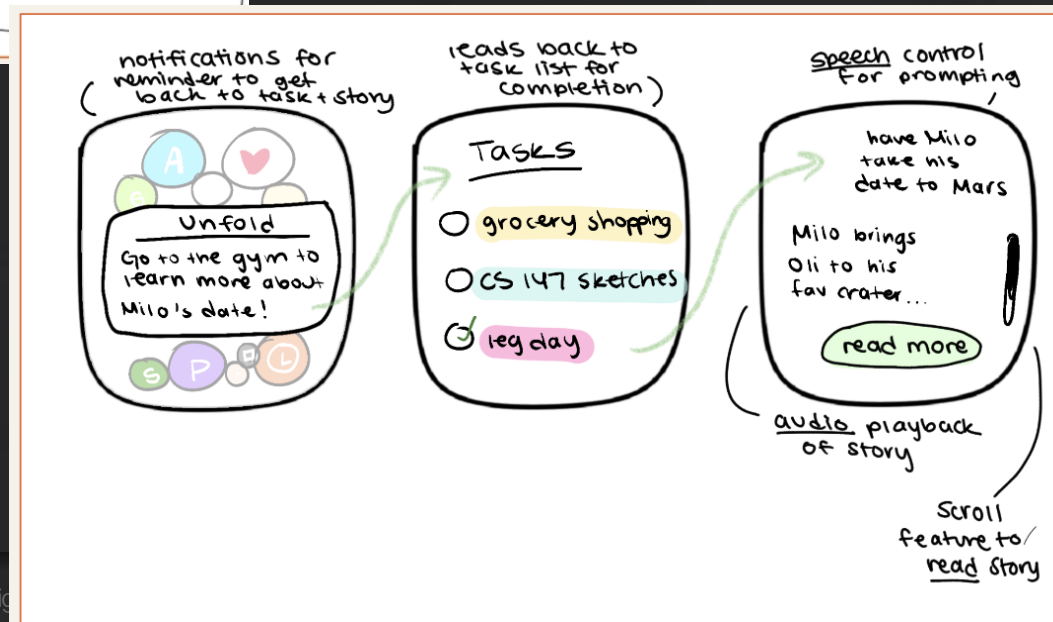 notifications for
reminder to get
back to task + story
A
Unfold
Go to the gym to
learn more about
Milo's date!
S
P
L
leads back to
task list for
completion
Tasks
grocery shopping
CS 147 sketches
leg day
speech control
for prompting
have Milo
take his
date to Mars
Milo brings
Oli to his
fav crater...
read more
audio playback
of story
Scroll
feature to
read story